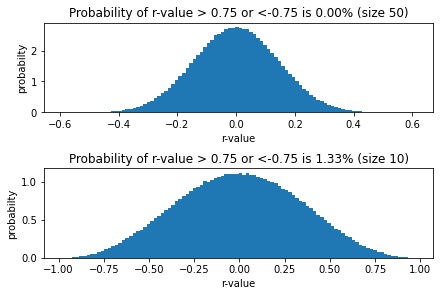 Probability of r-value > 0.75 or <-0.75 is 0.00% (size 50)
2
1
0
probabilty
-0.6 -0.4 -0.2 0.0 0.2 0.4 0.6
r-value
Probability of r-value > 0.75 or <-0.75 is 1.33% (size 10)
1.0
0.5
0.0
probabilty
-1.00 -0.75 -0.50 -0.25 0.00 0.25 0.50 0.75 1.00
r-value